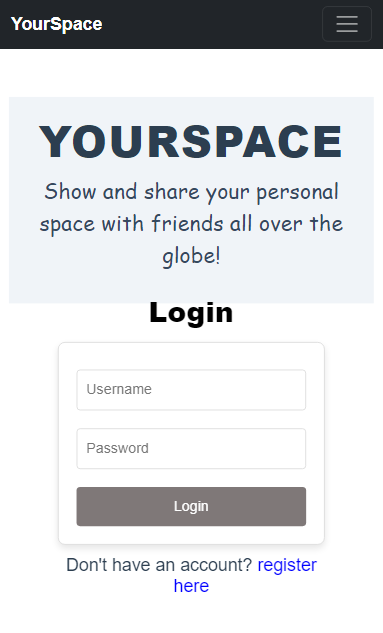 YourSpace
YOURSPACE
Show and share your personal
space with friends all over the
globe!
Login
Username
Password
Login
Don't have an account? register
here